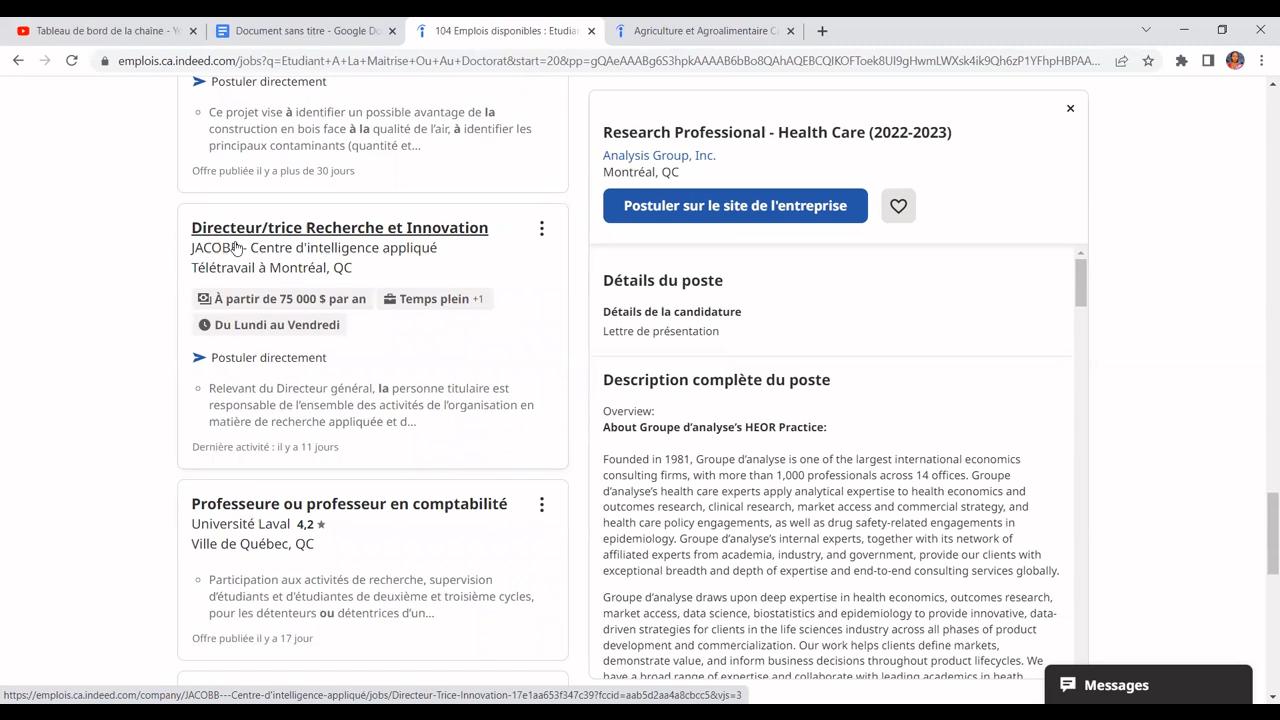 Tableau de bord de la chaîne - Y
Document sans titre - Google Do
104 Emplois disponibles : Etudia
Agriculture et Agroalimentaire C
emplois.ca.indeed.com/jobs?q=Etudiant+A+La+Maitrise+Ou+Au+Doctorat&start=20&pp=gQAeAAABg6S3hpkAAAAB6bBo8QAhAQEBCQIKOFToek8UI9gHwmLWXsk4ik9Qh6zP1YFhpHBPAA...
Postuler directement
Ce projet vise à identifier un possible avantage de la
construction en bois face à la qualité de l'air, à identifier les
principaux contaminants (quantité et...
Offre publiée il y a plus de 30 jours
Directeur/trice Recherche et Innovation
JACOBB - Centre d'intelligence appliqué
Télétravail à Montréal, QC
À partir de 75 000 $ par an
Temps plein +1
Du Lundi au Vendredi
Postuler directement
Relevant du Directeur général, la personne titulaire est
responsable de l'ensemble des activités de l'organisation en
matière de recherche appliquée et d...
Dernière activité : il y a 11 jours
Professeure ou professeur en comptabilité
Université Laval 4,2 ★
Ville de Québec, QC
Participation aux activités de recherche, supervision
d'étudiants et d'étudiantes de deuxième et troisième cycles,
pour les détenteurs ou détentrices d'un...
Offre publiée il y a 17 jour
Research Professional - Health Care (2022-2023)
Analysis Group, Inc.
Montréal, QC
Postuler sur le site de l'entreprise
Détails du poste
Détails de la candidature
Lettre de présentation
Description complète du poste
Overview:
About Groupe d'analyse's HEOR Practice:
Founded in 1981, Groupe d'analyse is one of the largest international economics
consulting firms, with more than 1,000 professionals across 14 offices. Groupe
d'analyse's health care experts apply analytical expertise to health economics and
outcomes research, clinical research, market access and commercial strategy, and
health care policy engagements, as well as drug safety-related engagements in
epidemiology. Groupe d'analyse's internal experts, together with its network of
affiliated experts from academia, industry, and government, provide our clients with
exceptional breadth and depth of expertise and end-to-end consulting services globally.
Groupe d'analyse draws upon deep expertise in health economics, outcomes research,
market access, data science, biostatistics and epidemiology to provide innovative, data-
driven strategies for clients in the life sciences industry across all phases of product
development and commercialization. Our work helps clients define markets,
demonstrate value, and inform business decisions throughout product lifecycles. We
have a broad range of expertise and collaborate with leading academics in heath
Messages
https://emplois.ca.indeed.com/company/JACOBB---Centre-d'intelligence-appliqué/jobs/Directeur-Trice-Innovation-17e1aa653f347c39?fccid=aab5d2aa4a8cbcc5&vjs=3